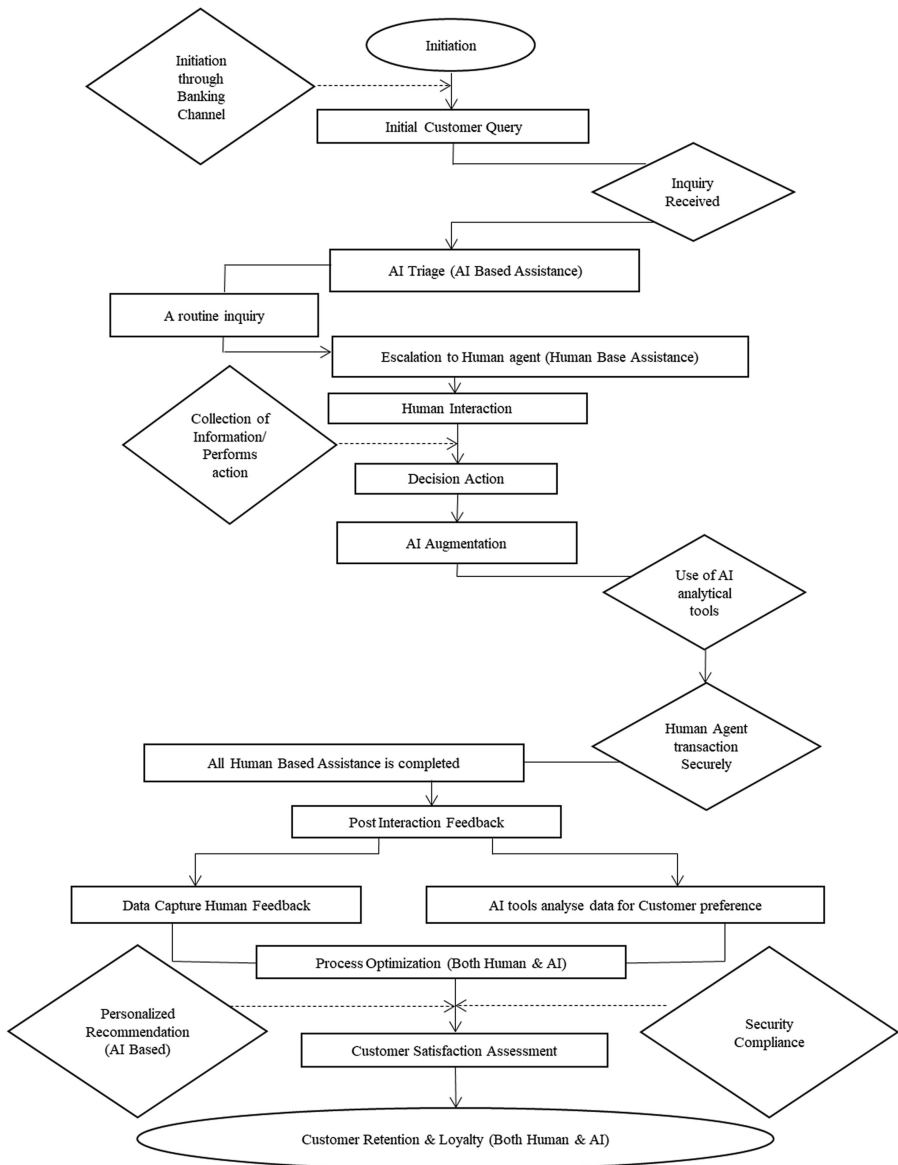 Initiation
Initiation
through
Banking
Channel
Initial Customer Query
Inquiry
Received
AI Triage (AI Based Assistance)
A routine inquiry
Escalation to Human agent (Human Base Assistance)
Human Interaction
Collection of
Information/
Performs
action
Decision Action
AI Augmentation
Use of AI
analytical
tools
Human Agent
transaction
Securely
All Human Based Assistance is completed
Post Interaction Feedback
Data Capture Human Feedback
AI tools analyse data for Customer preference
Process Optimization (Both Human & AI)
Personalized
Recommendation
(AI Based)
Security
Compliance
Customer Satisfaction Assessment
Customer Retention & Loyalty (Both Human & AI)